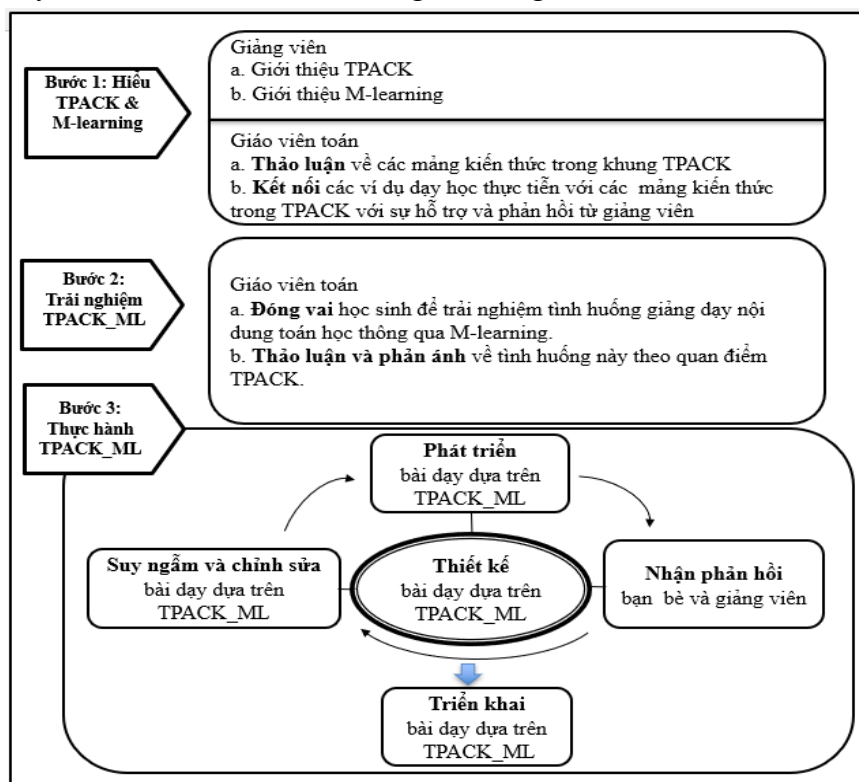 Bước 1: Hiểu
TPACK &
M-learning
Giảng viên
a. Giới thiệu TPACK
b. Giới thiệu M-learning
Giáo viên toán
a. Thảo luận về các mảng kiến thức trong khung TPACK
b. Kết nối các ví dụ dạy học thực tiễn với các mảng kiến thức
trong TPACK với sự hỗ trợ và phản hồi từ giảng viên
Bước 2:
Trải nghiệm
TPACK_ML
Giáo viên toán
a. Đóng vai học sinh để trải nghiệm tình huống giảng dạy nội
dung toán học thông qua M-learning.
b. Thảo luận và phản ánh về tình huống này theo quan điểm
TPACK.
Bước 3:
Thực hành
TPACK_ML
Phát triển
bài dạy dựa trên
TPACK_ML
Suy ngẫm và chỉnh sửa
bài dạy dựa trên
TPACK_ML
Thiết kế
bài dạy dựa trên
TPACK_ML
Nhận phản hồi
bạn bè và giảng viên
Triển khai
bài dạy dựa trên
TPACK_ML